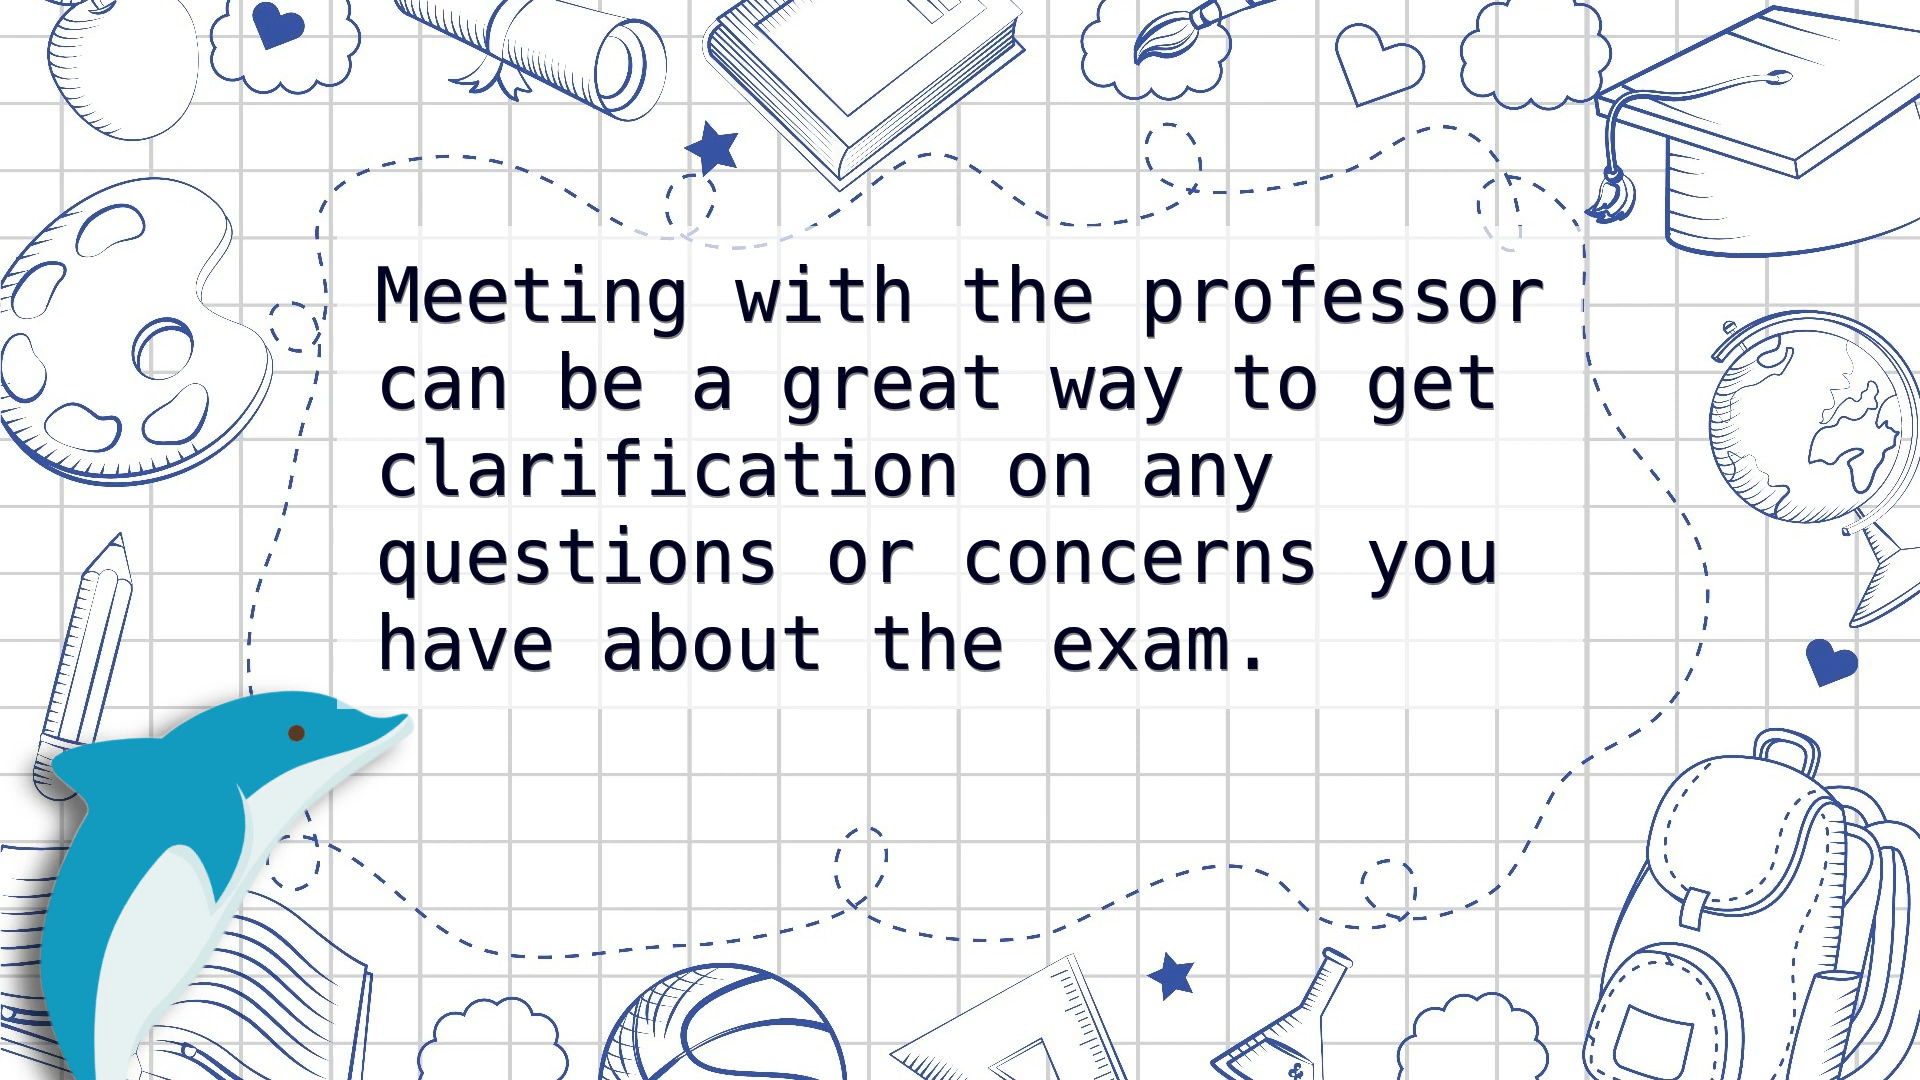 Meeting with the professor
can be a great way to get
clarification on any
questions or concerns you
have about the exam.